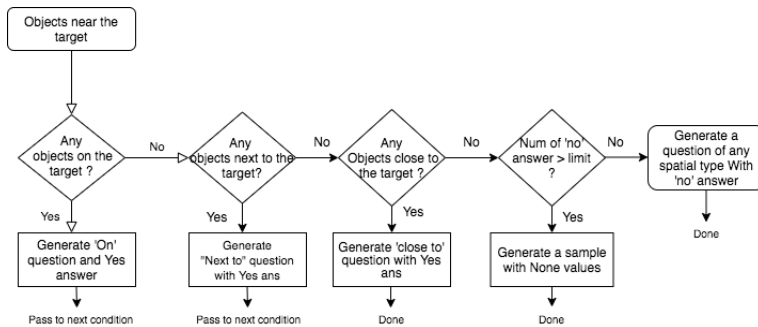 Objects near the
target
Any
objects on the
target ?
No
Any
objects next to the
target?
No
Any
Objects close to
the target ?
No
Num of 'no'
answer > limit
?
No
Generate a
question of any
spatial type With
'no' answer
Done
Yes
Generate 'On'
question and Yes
answer
Pass to next condition
Yes
Generate
"Next to" question
with Yes ans
Pass to next condition
Yes
Generate 'close to'
question with Yes
ans
Done
Yes
Generate a sample
with None values
Done